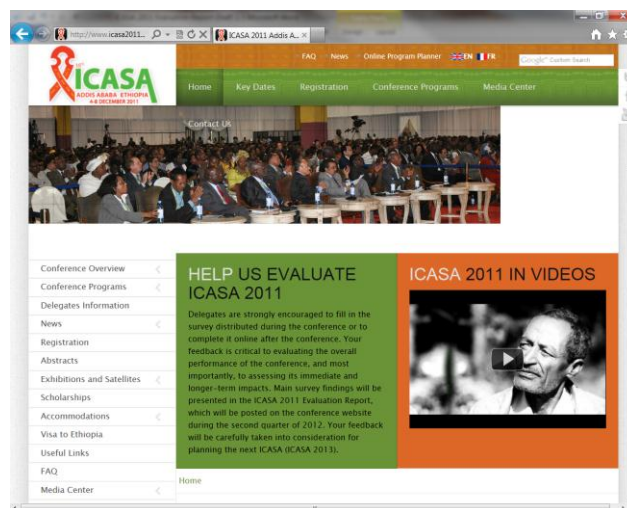 http://www.icasa2011...
ICASA 2011 Addis A...
FAQ News Online Program Planner EN FR
Google Custom Search
ICASA
ADDIS ABABA ETHIOPIA
4-8 DECEMBER 2011
Home Key Dates Registration Conference Programs Media Center
Contact Us
Conference Overview
Conference Programs
Delegates Information
News
Registration
Abstracts
Exhibitions and Satellites
Scholarships
Accommodations
Visa to Ethiopia
Useful Links
FAQ
Media Center
HELP US EVALUATE
ICASA 2011
Delegates are strongly encouraged to fill in the
survey distributed during the conference or to
complete it online after the conference. Your
feedback is critical to evaluating the overall
performance of the conference, and most
importantly, to assessing its immediate and
longer-term impacts. Main survey findings will be
presented in the ICASA 2011 Evaluation Report,
which will be posted on the conference website
during the second quarter of 2012. Your feedback
will be carefully taken into consideration for
planning the next ICASA (ICASA 2013).
ICASA 2011 IN VIDEOS
Home